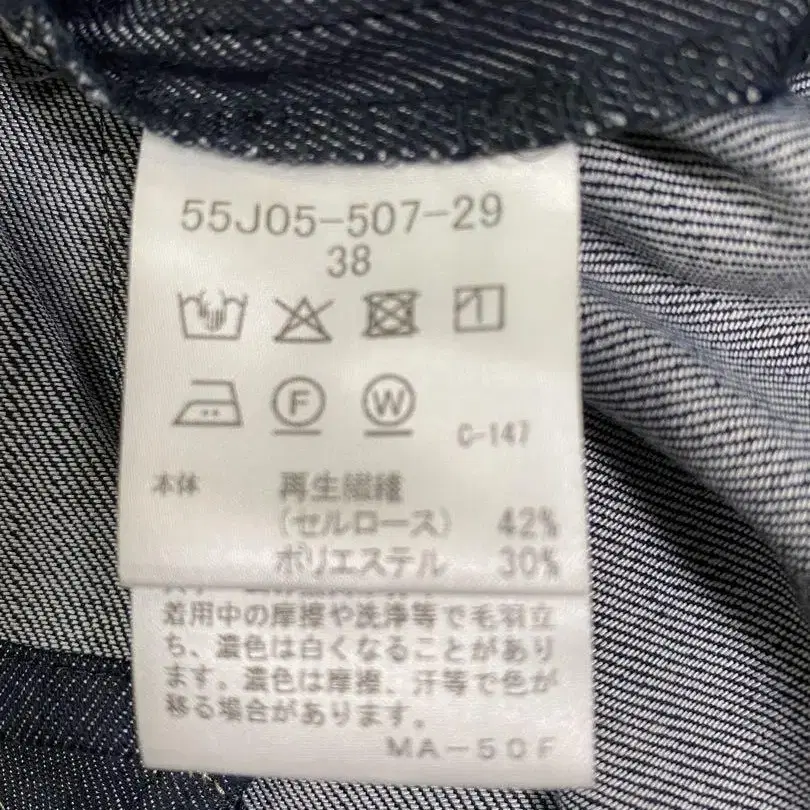 55J05-507-29
38
F
W
C-147
本体 再生繊維
(セルロース) 42%
ポリエステル 30%
着用中の摩擦や洗浄等で毛羽立
ち、濃色は白くなることがあり
ます。濃色は摩擦、汗等で色が
移る場合があります。
MA-50F